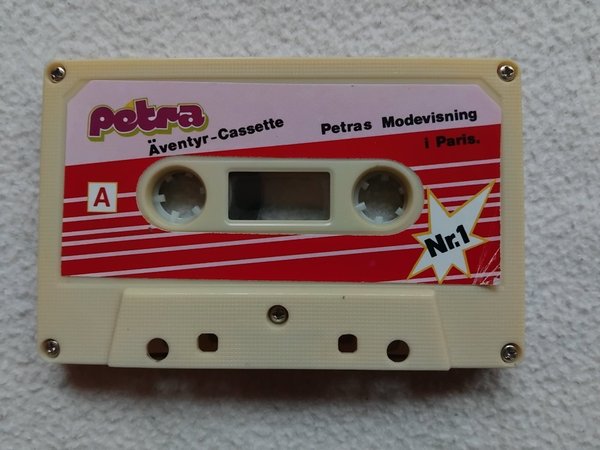 petra
Äventyr-Cassette
Petras Modevisning
i Paris.
A
Nr.1